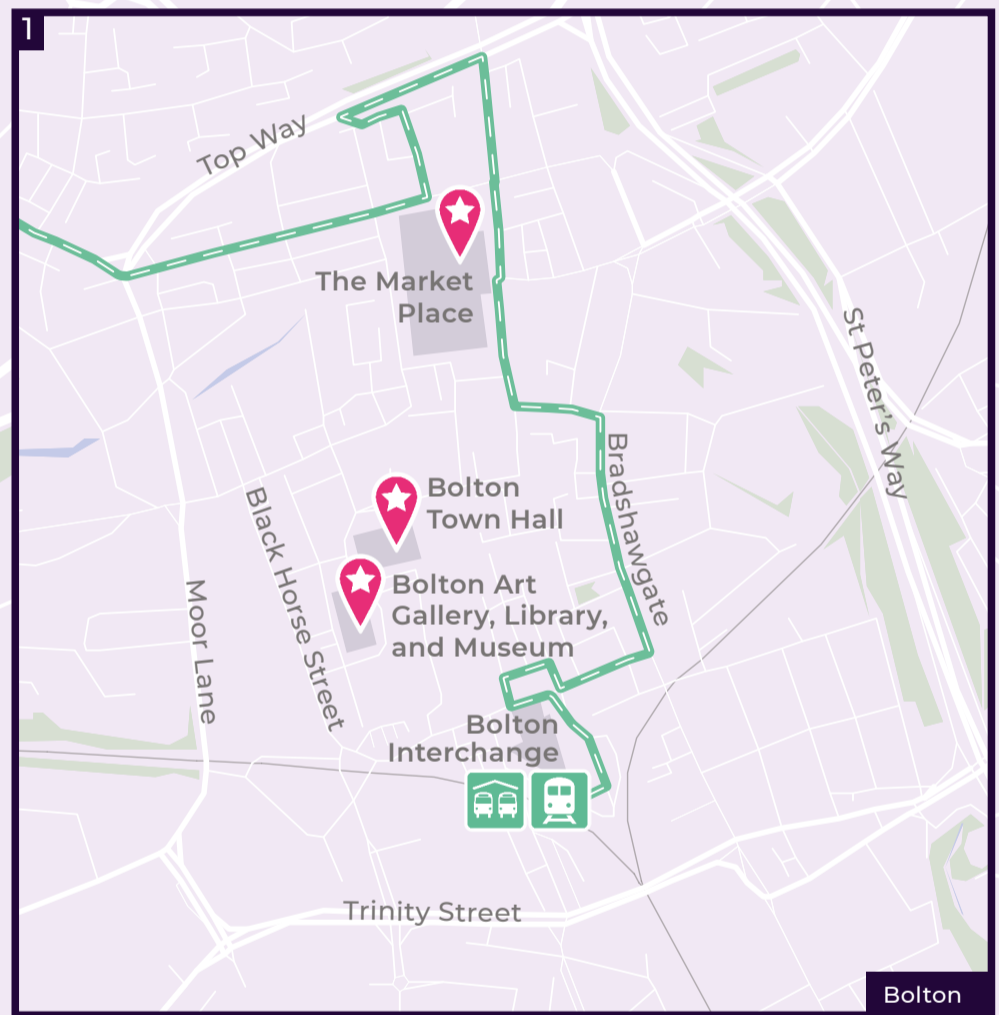 1
Top Way
The Market
Place
St Peter's Way
Bradshawgate
Bolton
Town Hall
Black Horse Street
Bolton Art
Gallery, Library,
and Museum
Moor Lane
Bolton
Interchange
Trinity Street
Bolton